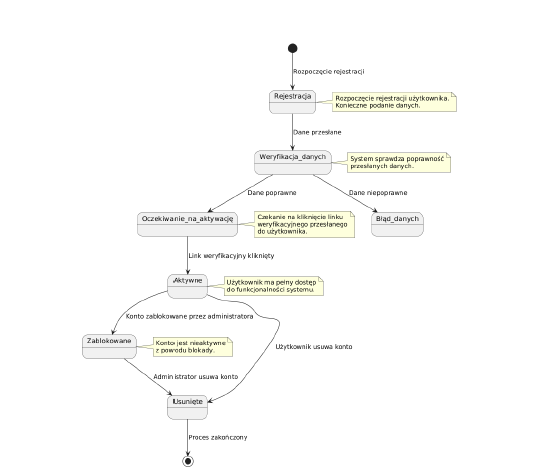 Rozpoczęcie rejestracji
Rejestracja
Rozpoczęcie rejestracji użytkownika.
Konieczne podanie danych.
Dane przesłane
Weryfikacja_danych
System sprawdza poprawność
przesłanych danych.
Dane poprawne
Dane niepoprawne
Oczekiwanie_na_aktywację
Czekanie na kliknięcie linku
weryfikacyjnego przesłanego
do użytkownika.
Błąd_danych
Link weryfikacyjny kliknięty
Aktywne
Użytkownik ma pełny dostęp
do funkcjonalności systemu.
Konto zablokowane przez administratora
Zablokowane
Konto jest nieaktywne
z powodu blokady.
Użytkownik usuwa konto
Administrator usuwa konto
Usunięte
Proces zakończony